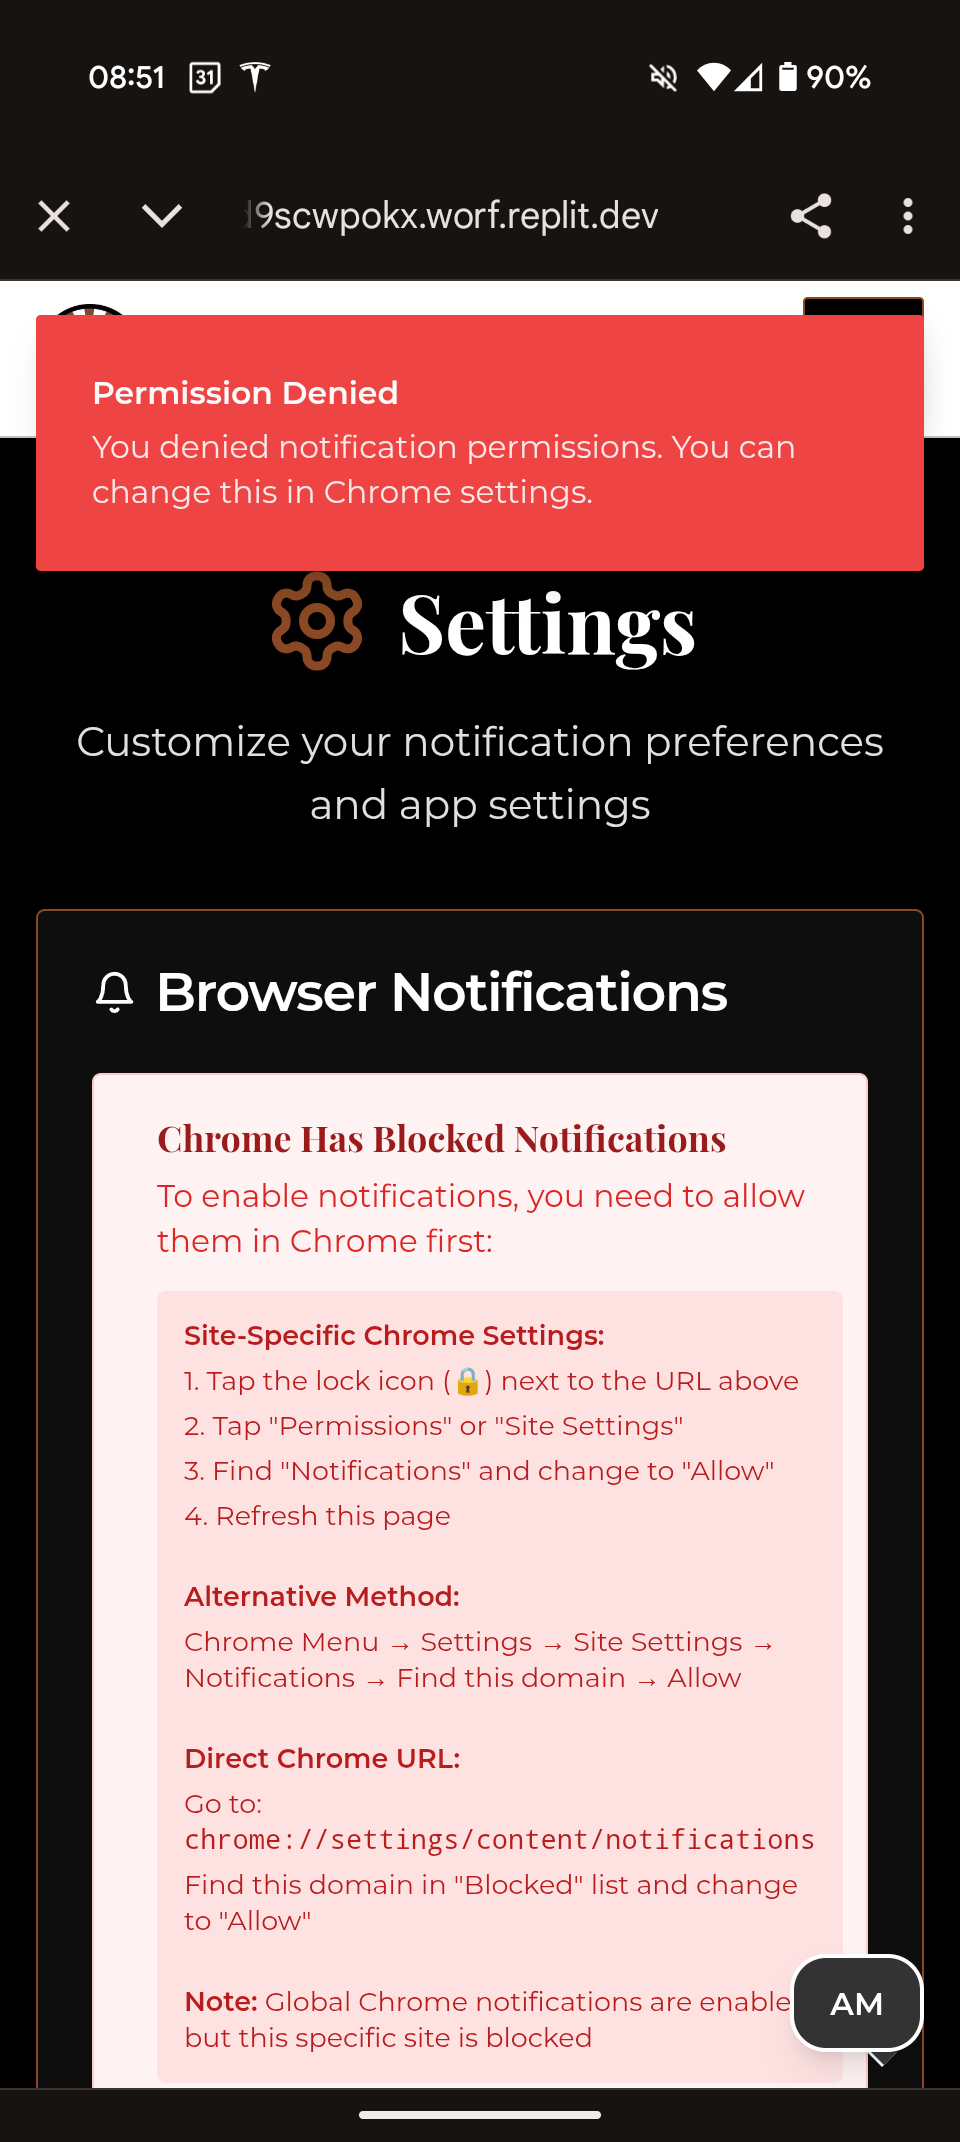 08:51 31 90%
9scwpokx.worf.replit.dev
Permission Denied
You denied notification permissions. You can
change this in Chrome settings.
Settings
Customize your notification preferences
and app settings
Browser Notifications
Chrome Has Blocked Notifications
To enable notifications, you need to allow
them in Chrome first:
Site-Specific Chrome Settings:
1. Tap the lock icon (🔒) next to the URL above
2. Tap "Permissions" or "Site Settings"
3. Find "Notifications" and change to "Allow"
4. Refresh this page
Alternative Method:
Chrome Menu → Settings → Site Settings →
Notifications → Find this domain → Allow
Direct Chrome URL:
Go to:
chrome://settings/content/notifications
Find this domain in "Blocked" list and change
to "Allow"
Note: Global Chrome notifications are enable
but this specific site is blocked
AM